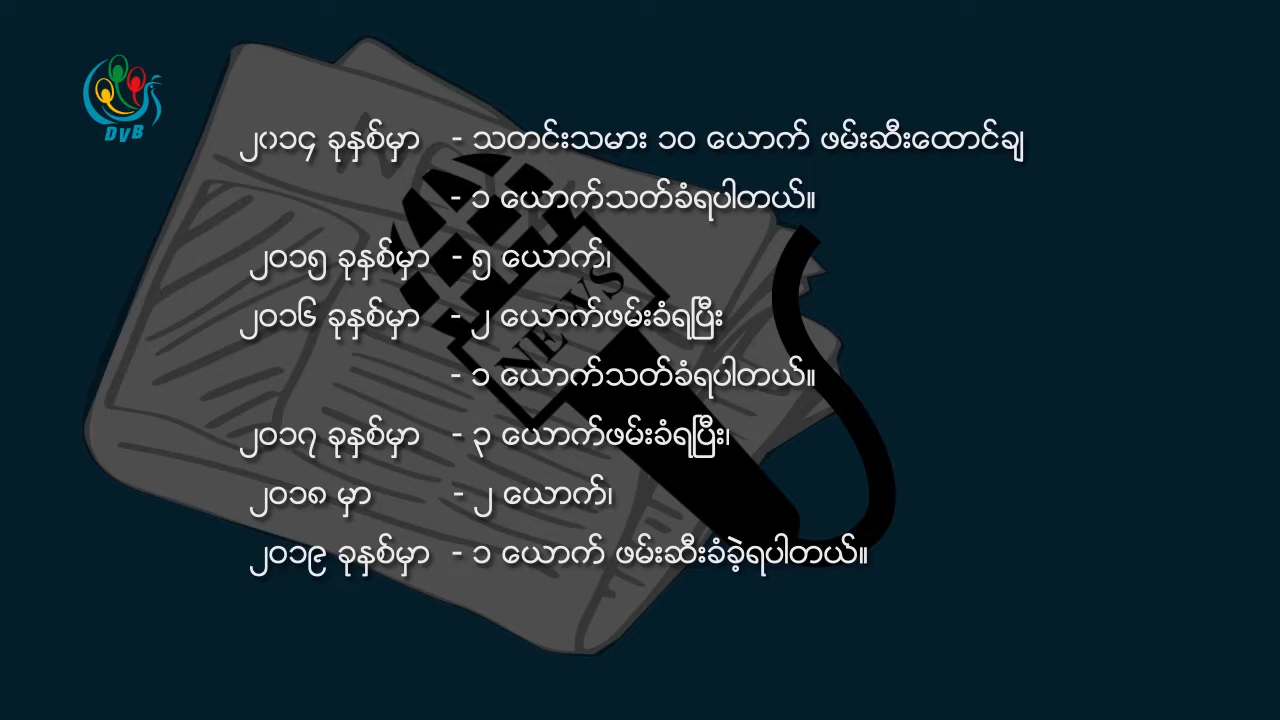 DVB
၂၀၁၄ ခုနှစ်မှာ - သတင်းသမား ၁၀ ယောက် ဖမ်းဆီးထောင်ချ
- ၁ ယောက်သတ်ခံရပါတယ်။
၂၀၁၅ ခုနှစ်မှာ - ၅ ယောက်၊
၂၀၁၆ ခုနှစ်မှာ - ၂ ယောက်ဖမ်းခံရပြီး
- ၁ ယောက်သတ်ခံရပါတယ်။
၂၀၁၇ ခုနှစ်မှာ - ၃ ယောက်ဖမ်းခံရပြီး၊
၂၀၁၈ မှာ - ၂ ယောက်၊
၂၀၁၉ ခုနှစ်မှာ - ၁ ယောက် ဖမ်းဆီးခံခဲ့ရပါတယ်။
NEWS